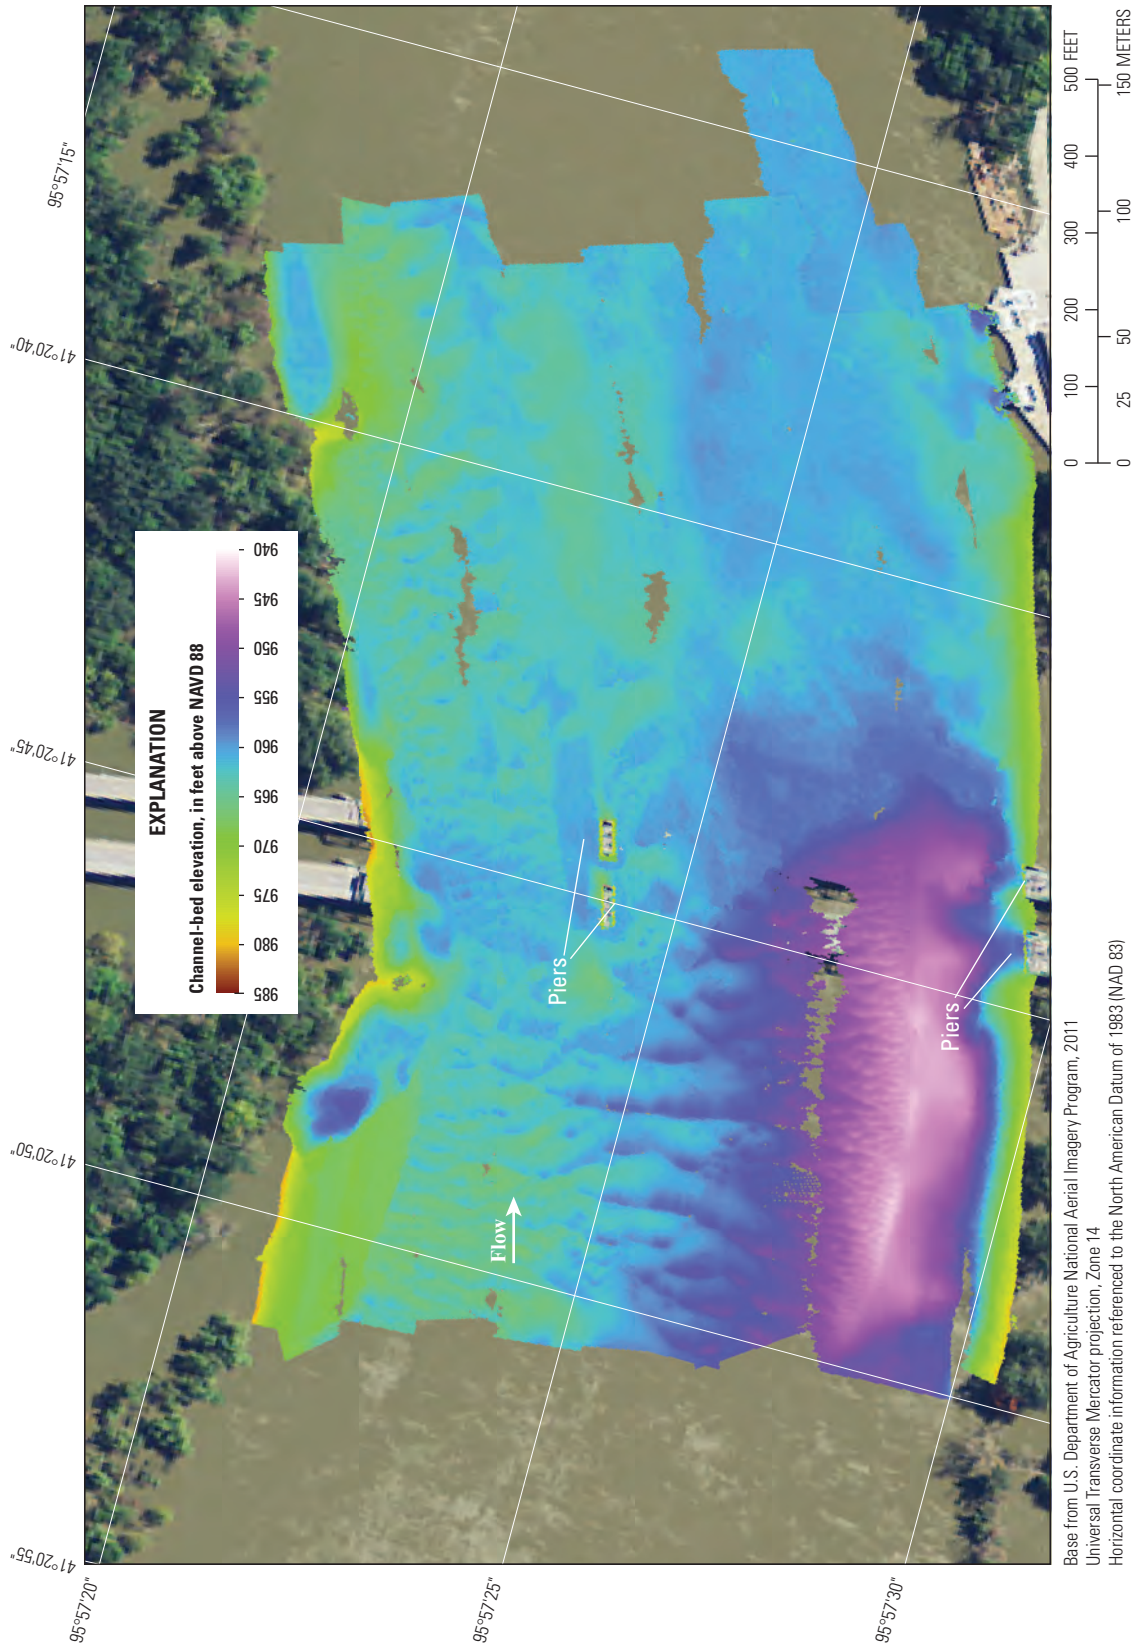 95°57'15"
41°20'40"
41°20'45"
41°20'50"
41°20'55"
95°57'20"
95°57'25"
95°57'30"
EXPLANATION
Channel-bed elevation, in feet above NAVD 88
985
980
975
970
965
960
955
950
945
940
Piers
Piers
Flow
0 100 200 300 400 500 FEET
0 25 50 100 150 METERS
Base from U.S. Department of Agriculture National Aerial Imagery Program, 2011
Universal Transverse Mercator projection, Zone 14
Horizontal coordinate information referenced to the North American Datum of 1983 (NAD 83)